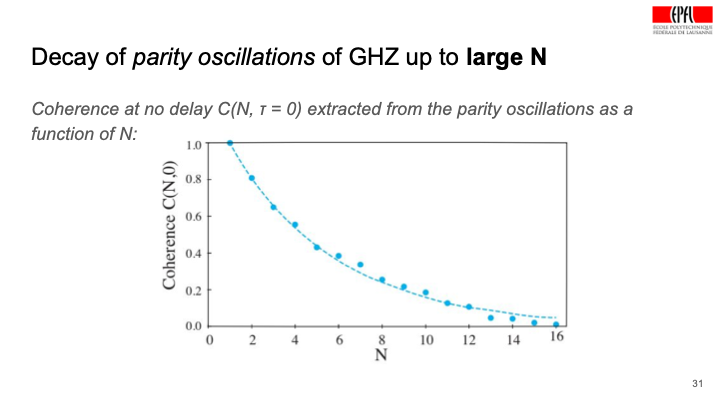 EPFL
ÉCOLE POLYTECHNIQUE
FÉDÉRALE DE LAUSANNE
Decay of parity oscillations of GHZ up to large N
Coherence at no delay C(N, τ = 0) extracted from the parity oscillations as a
function of N:
Coherence C(N,0)
1.0
0.8
0.6
0.4
0.2
0.0
0 2 4 6 8 10 12 14 16
N
31